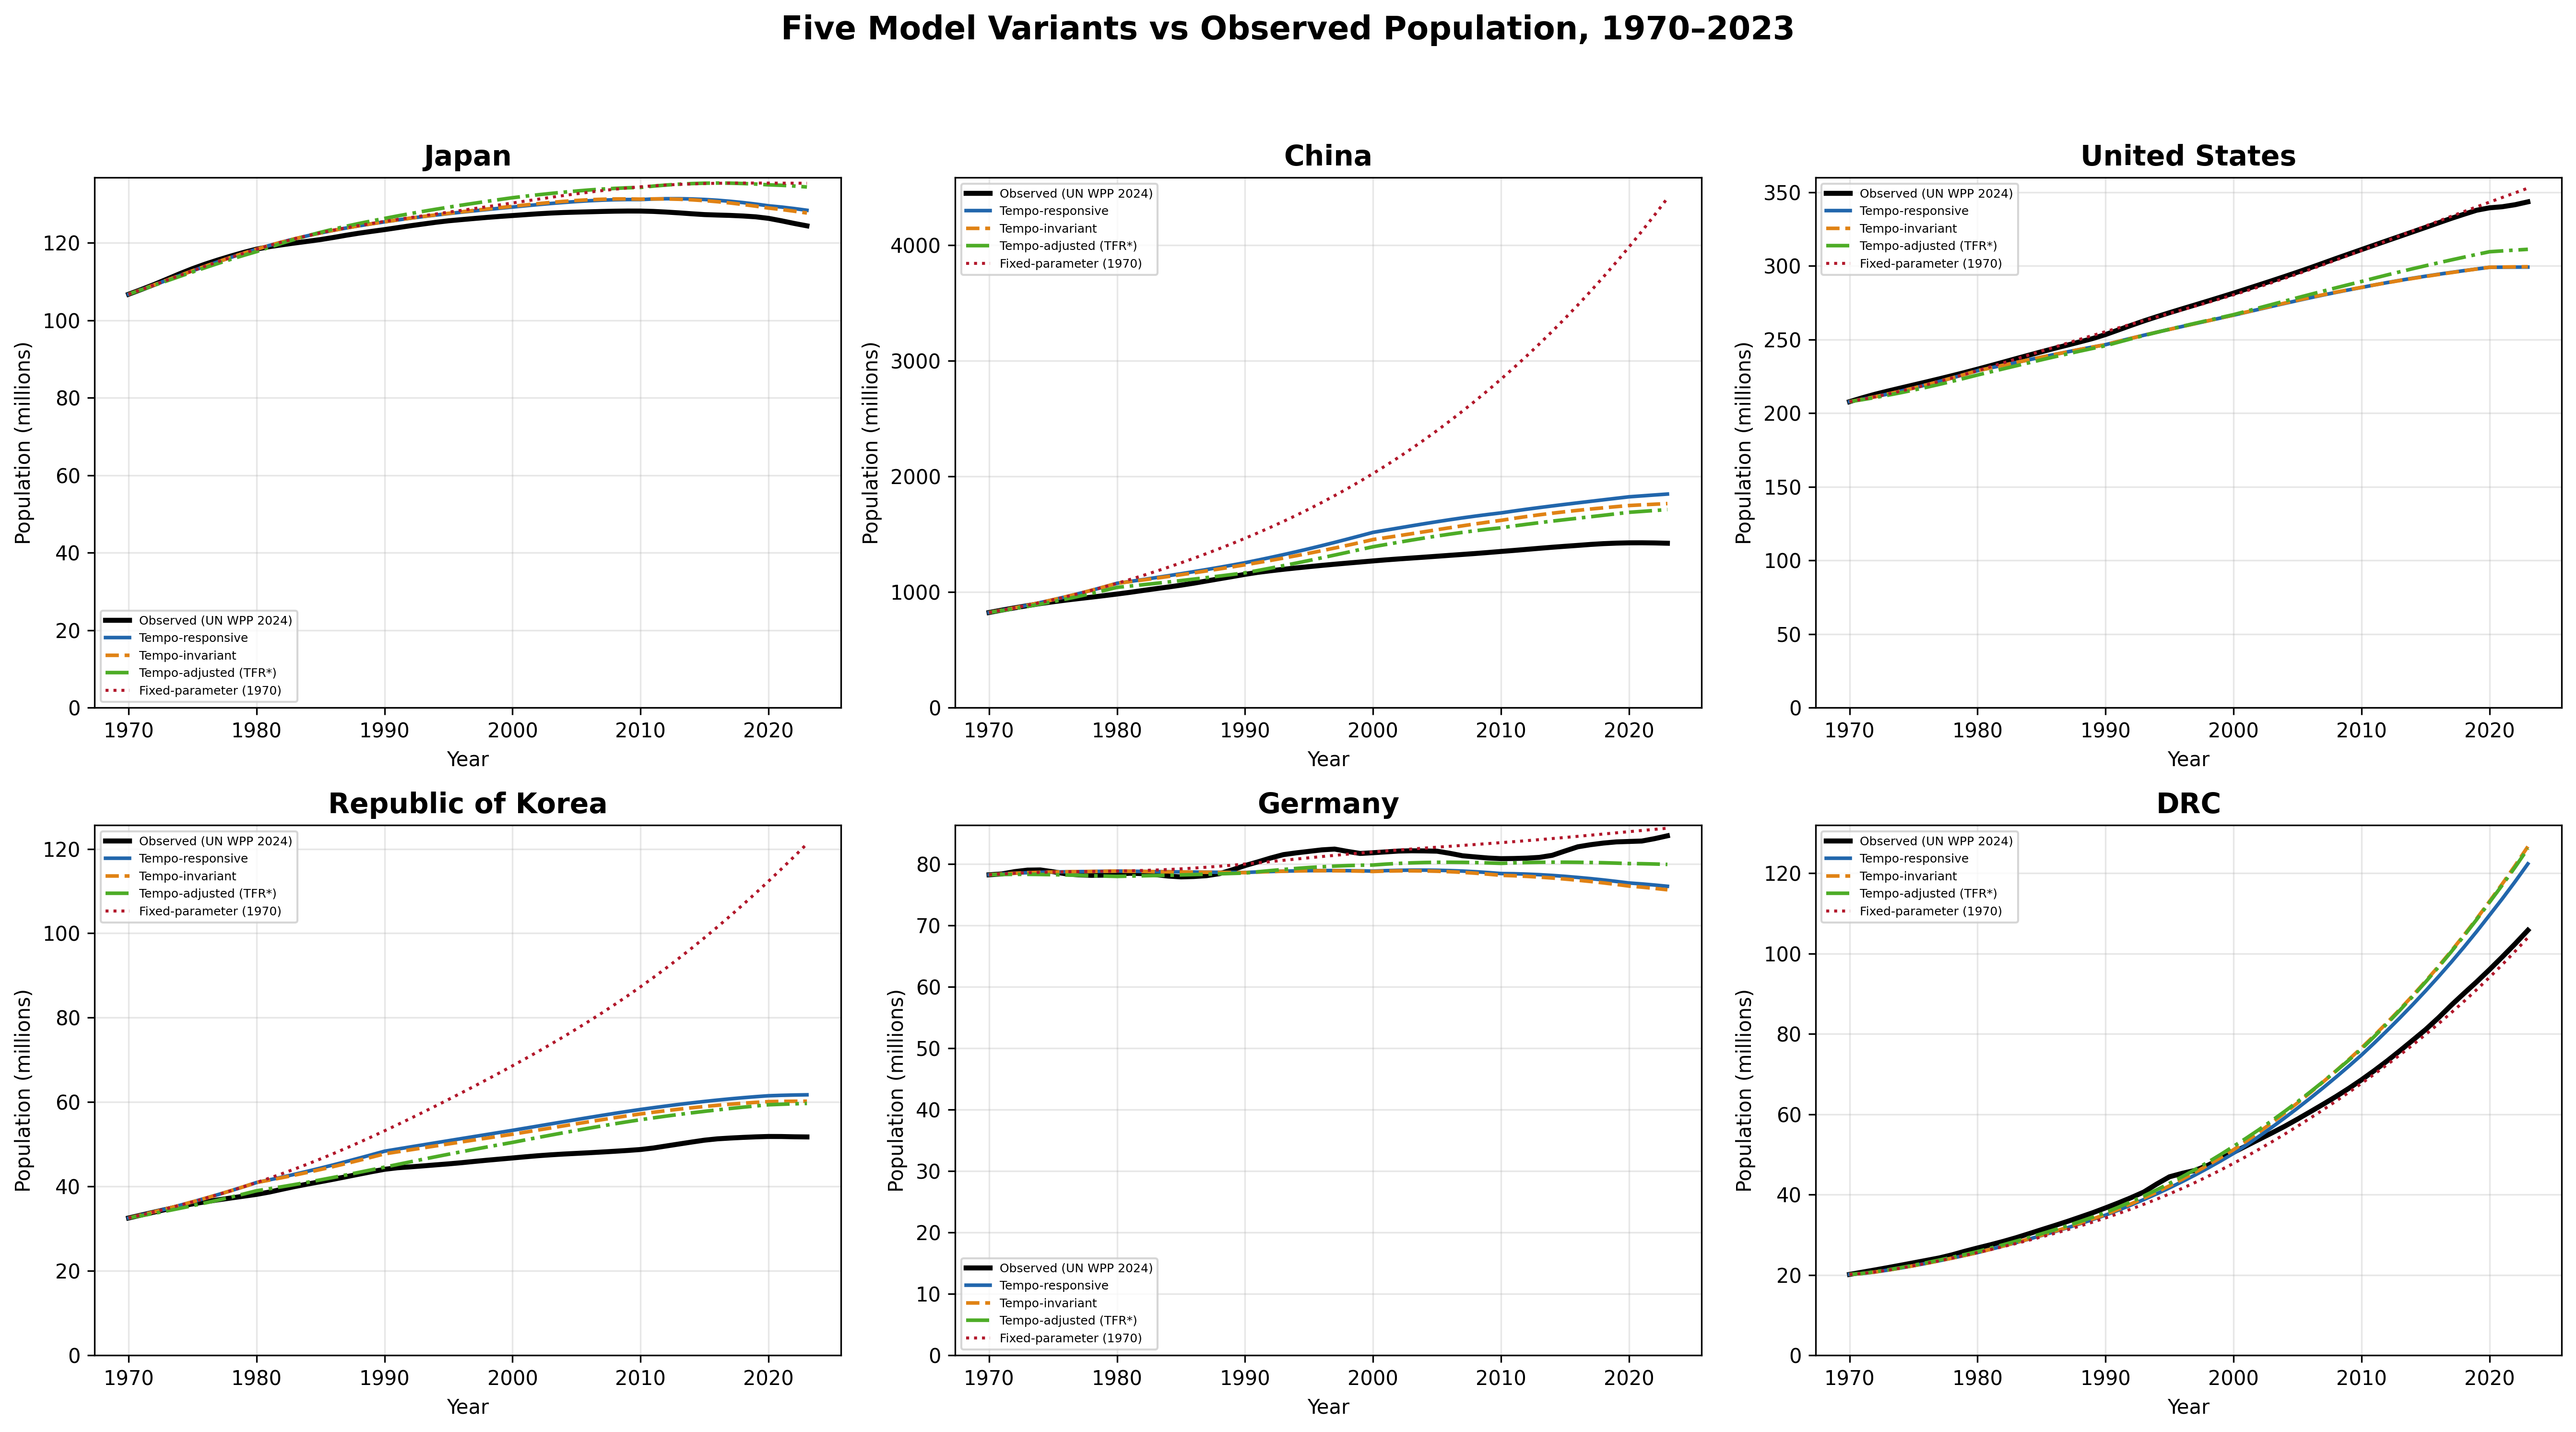 Five Model Variants vs Observed Population, 1970–2023
Japan
Population (millions)
120
100
80
60
40
20
0
Observed (UN WPP 2024)
Tempo-responsive
Tempo-invariant
Tempo-adjusted (TFR*)
Fixed-parameter (1970)
1970 1980 1990 2000 2010 2020
Year
China
Population (millions)
Observed (UN WPP 2024)
Tempo-responsive
Tempo-invariant
Tempo-adjusted (TFR*)
Fixed-parameter (1970)
4000
3000
2000
1000
0
1970 1980 1990 2000 2010 2020
Year
United States
Population (millions)
Observed (UN WPP 2024)
Tempo-responsive
Tempo-invariant
Tempo-adjusted (TFR*)
Fixed-parameter (1970)
350
300
250
200
150
100
50
0
1970 1980 1990 2000 2010 2020
Year
Republic of Korea
Population (millions)
Observed (UN WPP 2024)
Tempo-responsive
Tempo-invariant
Tempo-adjusted (TFR*)
Fixed-parameter (1970)
120
100
80
60
40
20
0
1970 1980 1990 2000 2010 2020
Year
Germany
Population (millions)
80
70
60
50
40
30
20
10
0
Observed (UN WPP 2024)
Tempo-responsive
Tempo-invariant
Tempo-adjusted (TFR*)
Fixed-parameter (1970)
1970 1980 1990 2000 2010 2020
Year
DRC
Population (millions)
Observed (UN WPP 2024)
Tempo-responsive
Tempo-invariant
Tempo-adjusted (TFR*)
Fixed-parameter (1970)
120
100
80
60
40
20
0
1970 1980 1990 2000 2010 2020
Year